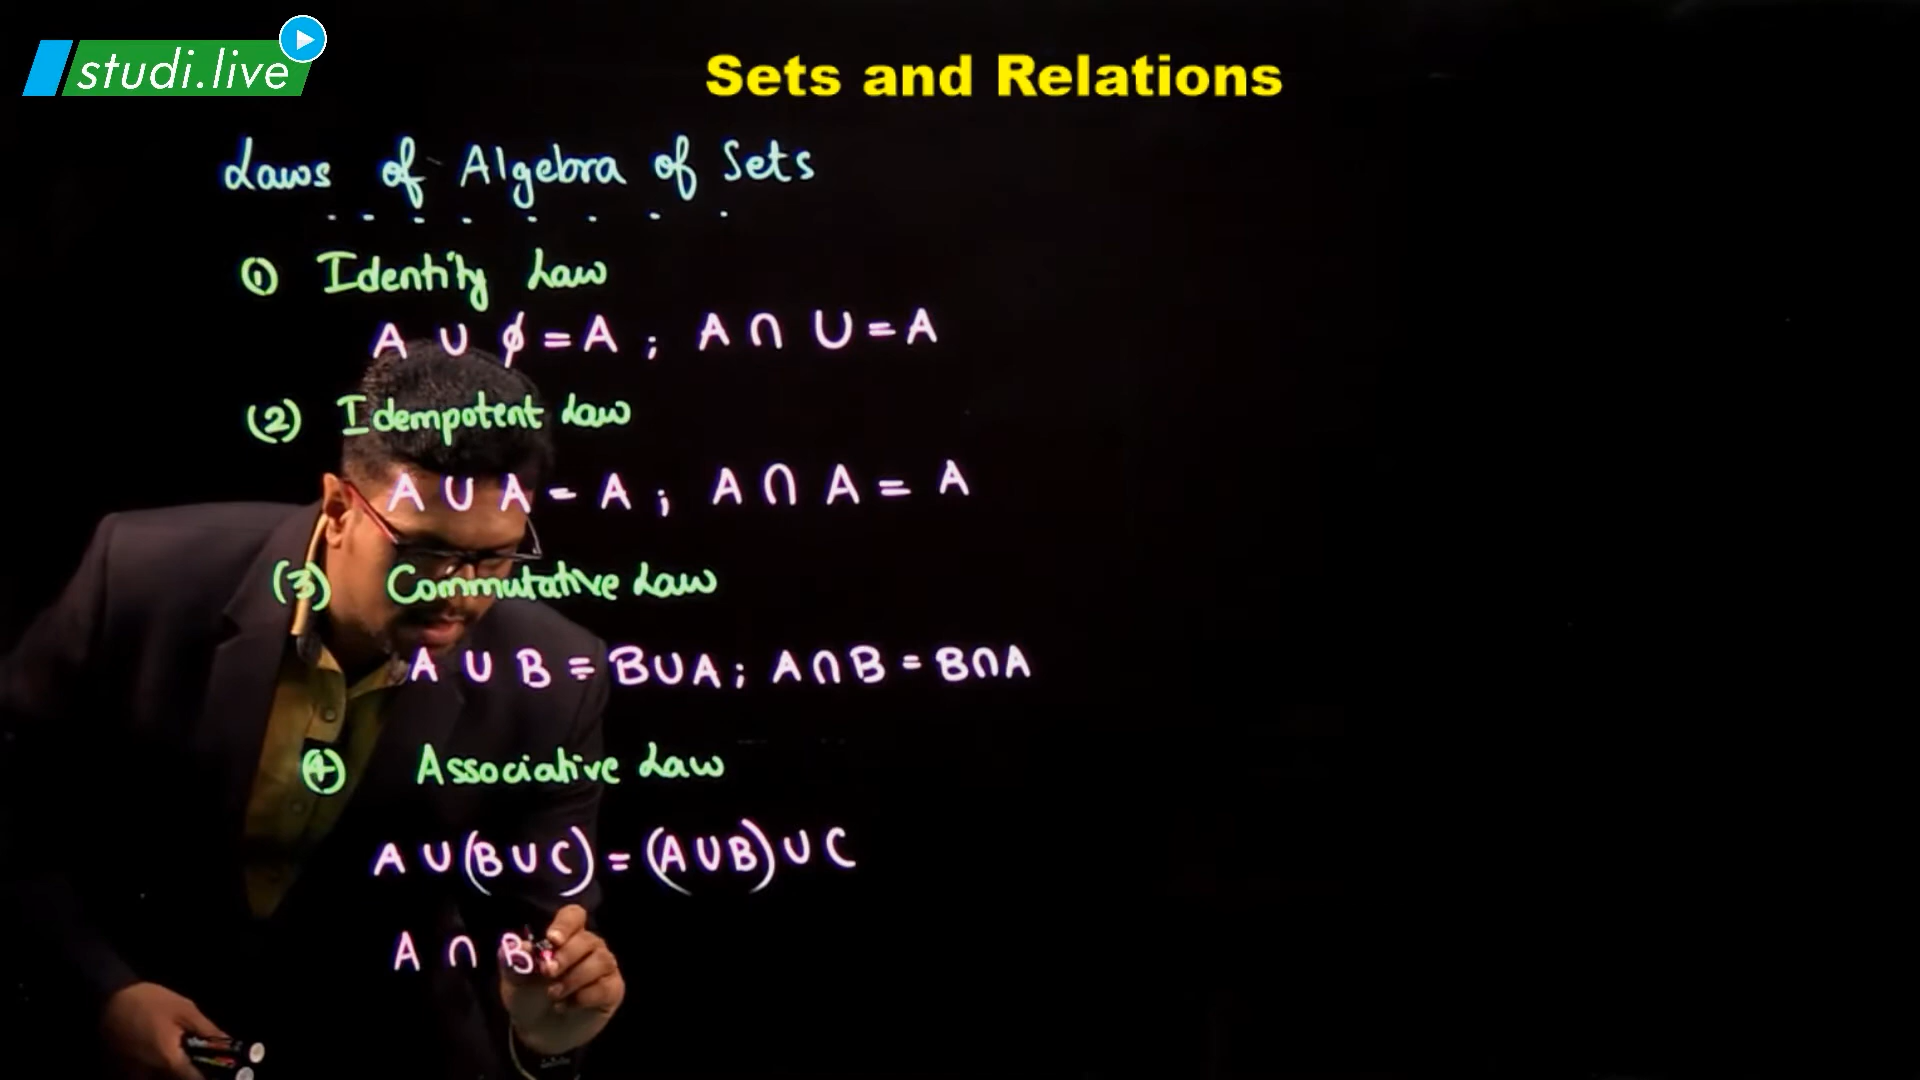 studi.live
Sets and Relations
Laws of Algebra of Sets
① Identity Law
A ∪ ϕ = A ; A ∩ U = A
(2) Idempotent Law
A ∪ A = A ; A ∩ A = A
(3) Commutative Law
A ∪ B = B ∪ A ; A ∩ B = B ∩ A
④ Associative Law
A ∪ (B ∪ C) = (A ∪ B) ∪ C
A ∩ B